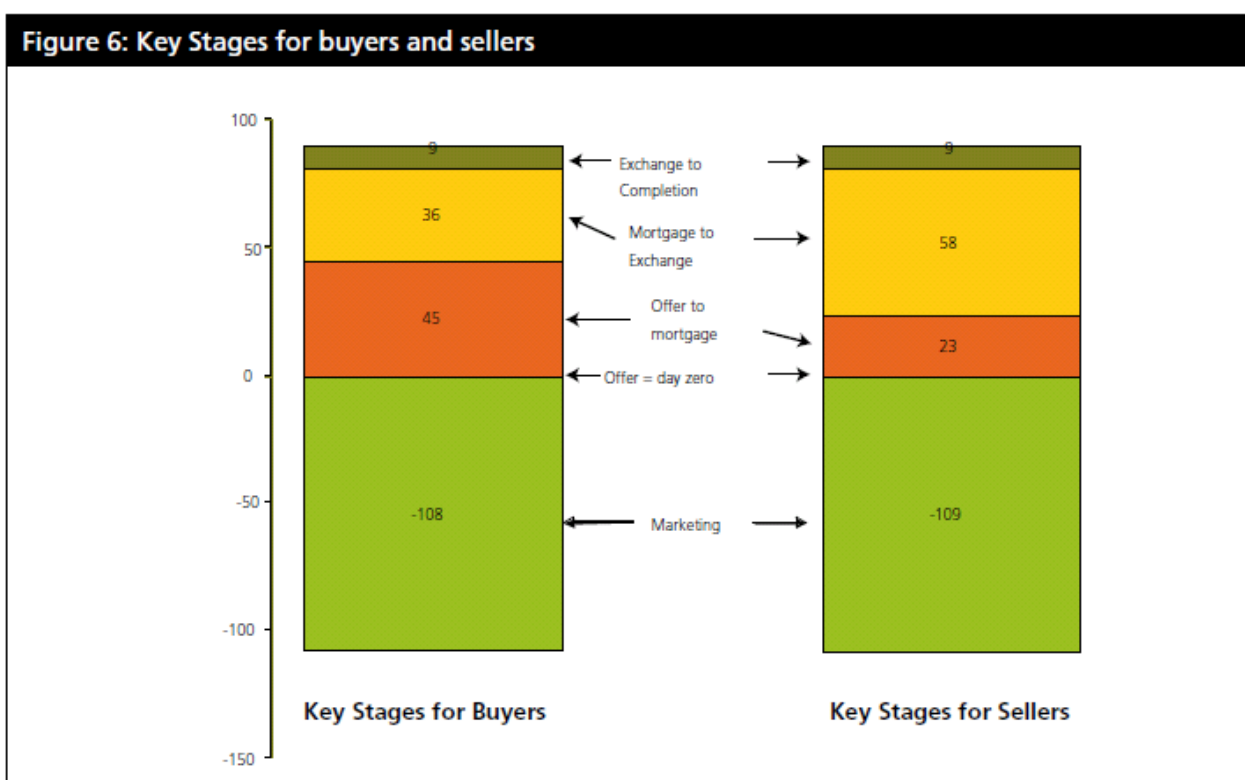 Figure 6: Key Stages for buyers and sellers
100
50
0
-50
-100
-150
9
36
45
-108
Exchange to
Completion
Mortgage to
Exchange
Offer to
mortgage
Offer = day zero
Marketing
9
58
23
-109
Key Stages for Buyers
Key Stages for Sellers